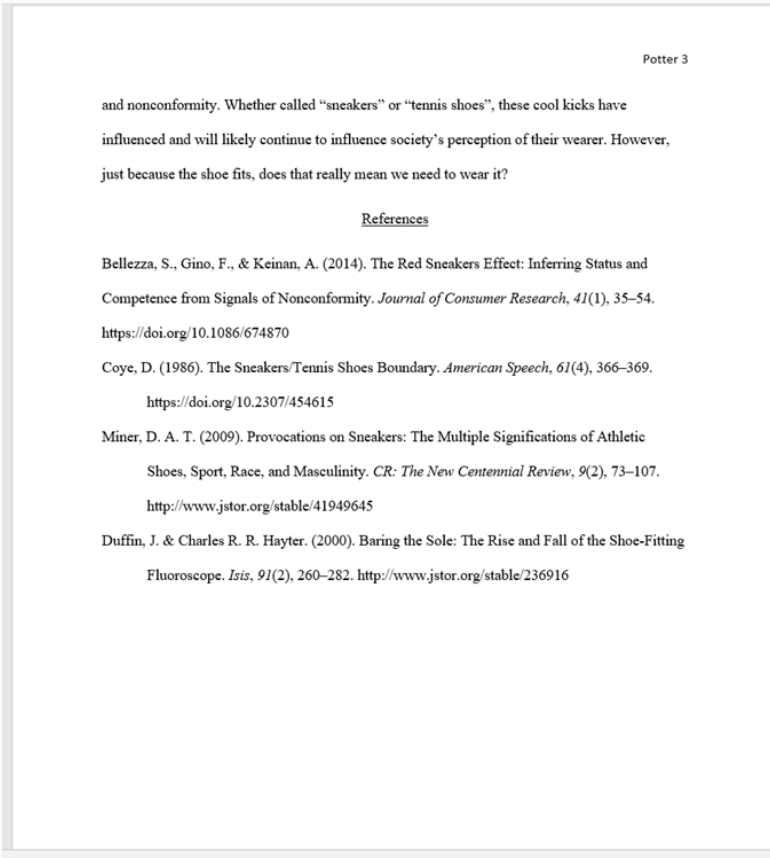 Potter 3
and nonconformity. Whether called “sneakers” or “tennis shoes”, these cool kicks have
influenced and will likely continue to influence society’s perception of their wearer. However,
just because the shoe fits, does that really mean we need to wear it?
References
Bellezza, S., Gino, F., & Keinan, A. (2014). The Red Sneakers Effect: Inferring Status and
Competence from Signals of Nonconformity. Journal of Consumer Research, 41(1), 35–54.
https://doi.org/10.1086/674870
Coye, D. (1986). The Sneakers/Tennis Shoes Boundary. American Speech, 61(4), 366–369.
https://doi.org/10.2307/454615
Miner, D. A. T. (2009). Provocations on Sneakers: The Multiple Significations of Athletic
Shoes, Sport, Race, and Masculinity. CR: The New Centennial Review, 9(2), 73–107.
http://www.jstor.org/stable/41949645
Duffin, J. & Charles R. R. Hayter. (2000). Baring the Sole: The Rise and Fall of the Shoe-Fitting
Fluoroscope. Isis, 91(2), 260–282. http://www.jstor.org/stable/236916